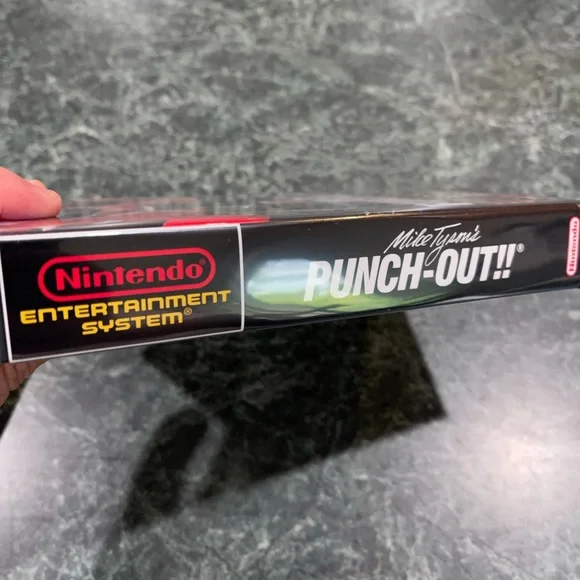 Nintendo®
ENTERTAINMENT
SYSTEM®
Mike Tyson's
PUNCH-OUT!!®
Nintendo